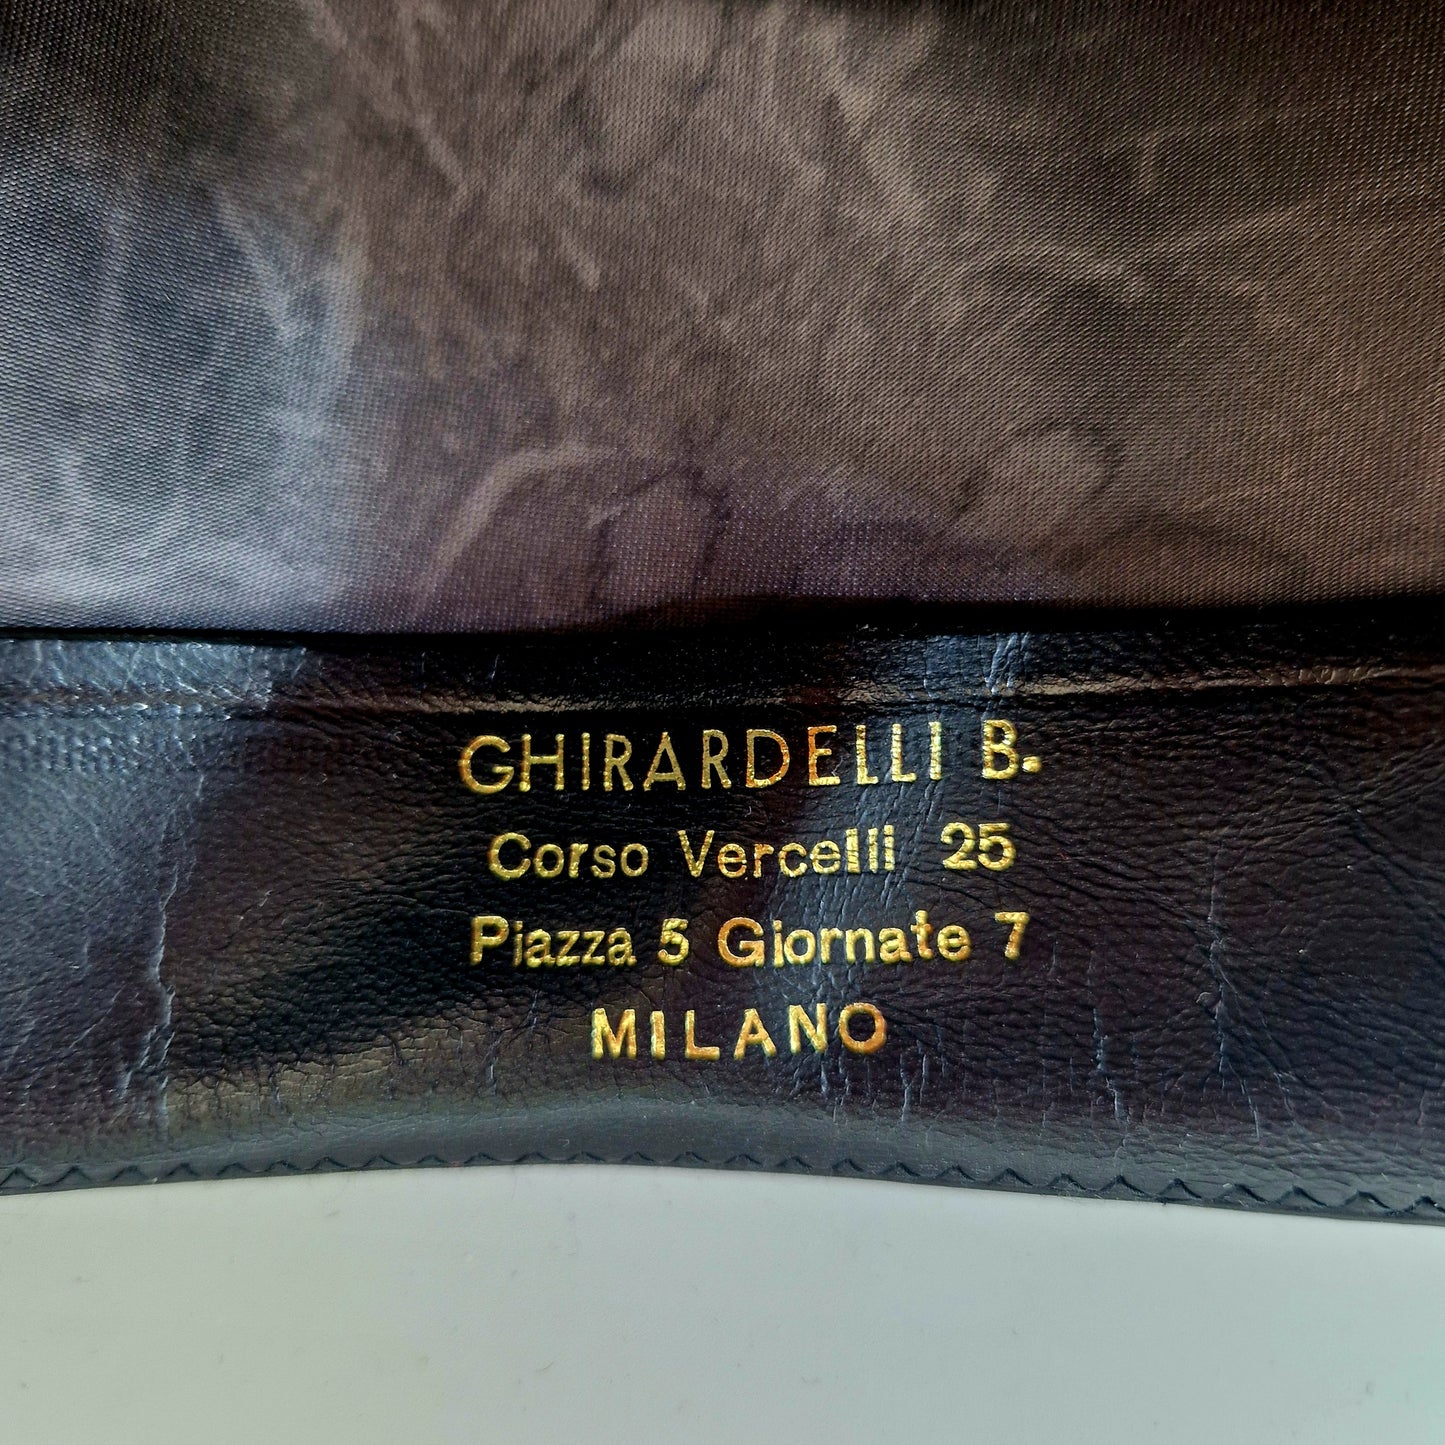 GHIRARDELLI B.
Corso Vercelli 25
Piazza 5 Giornate 7
MILANO